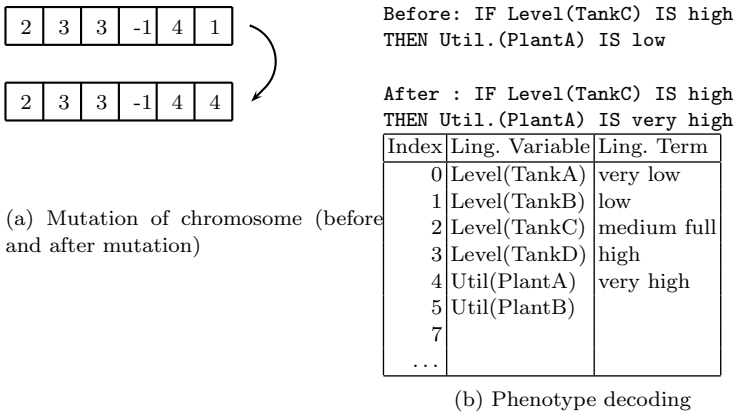 2 3 3 -1 4 1
2 3 3 -1 4 4
(a) Mutation of chromosome (before
and after mutation)
Before: IF Level(TankC) IS high
THEN Util.(PlantA) IS low
After : IF Level(TankC) IS high
THEN Util.(PlantA) IS very high
Index Ling. Variable Ling. Term
0 Level(TankA) very low
1 Level(TankB) low
2 Level(TankC) medium full
3 Level(TankD) high
4 Util(PlantA) very high
5 Util(PlantB)
7
...
(b) Phenotype decoding